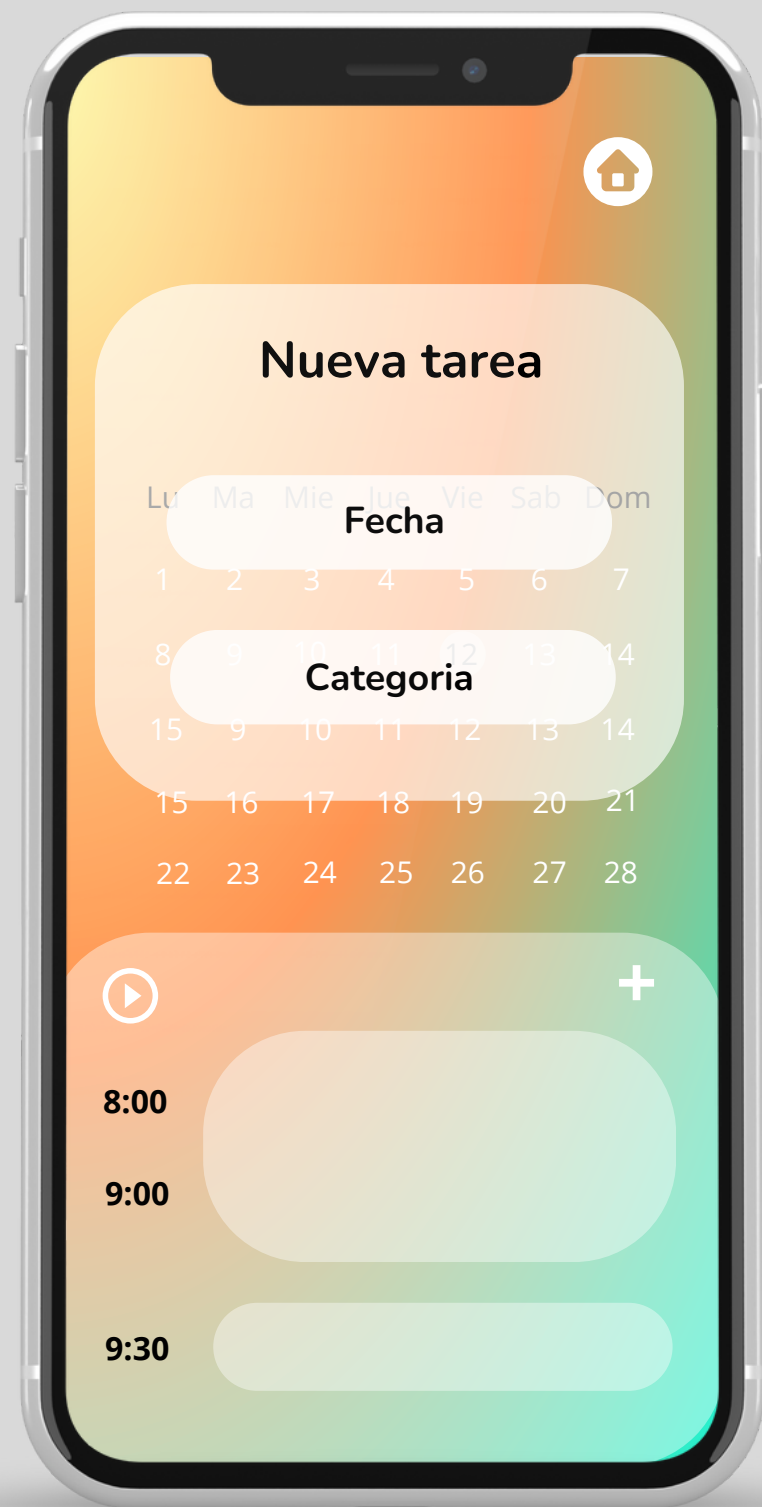 Nueva tarea
Lu Ma Mie Jue Vie Sab Dom
Fecha
1 2 3 4 5 6 7
8 9 10 11 12 13 14
Categoria
15 9 10 11 12 13 14
15 16 17 18 19 20 21
22 23 24 25 26 27 28
8:00
9:00
9:30